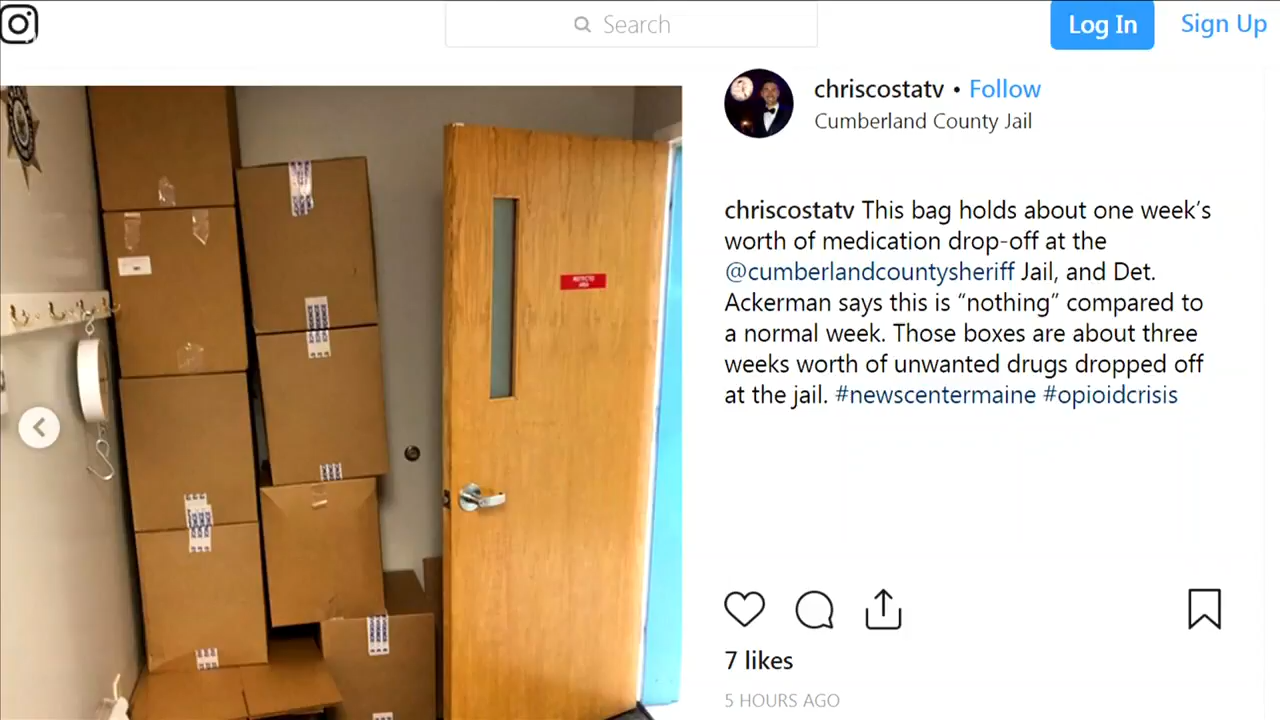 Search
Log In
Sign Up
chriscostatv • Follow
Cumberland County Jail
chriscostatv This bag holds about one week’s
worth of medication drop-off at the
@cumberlandcountysheriff Jail, and Det.
Ackerman says this is “nothing” compared to
a normal week. Those boxes are about three
weeks worth of unwanted drugs dropped off
at the jail. #newscentermaine #opioidcrisis
RESTRICTED
AREA
7 likes
5 HOURS AGO